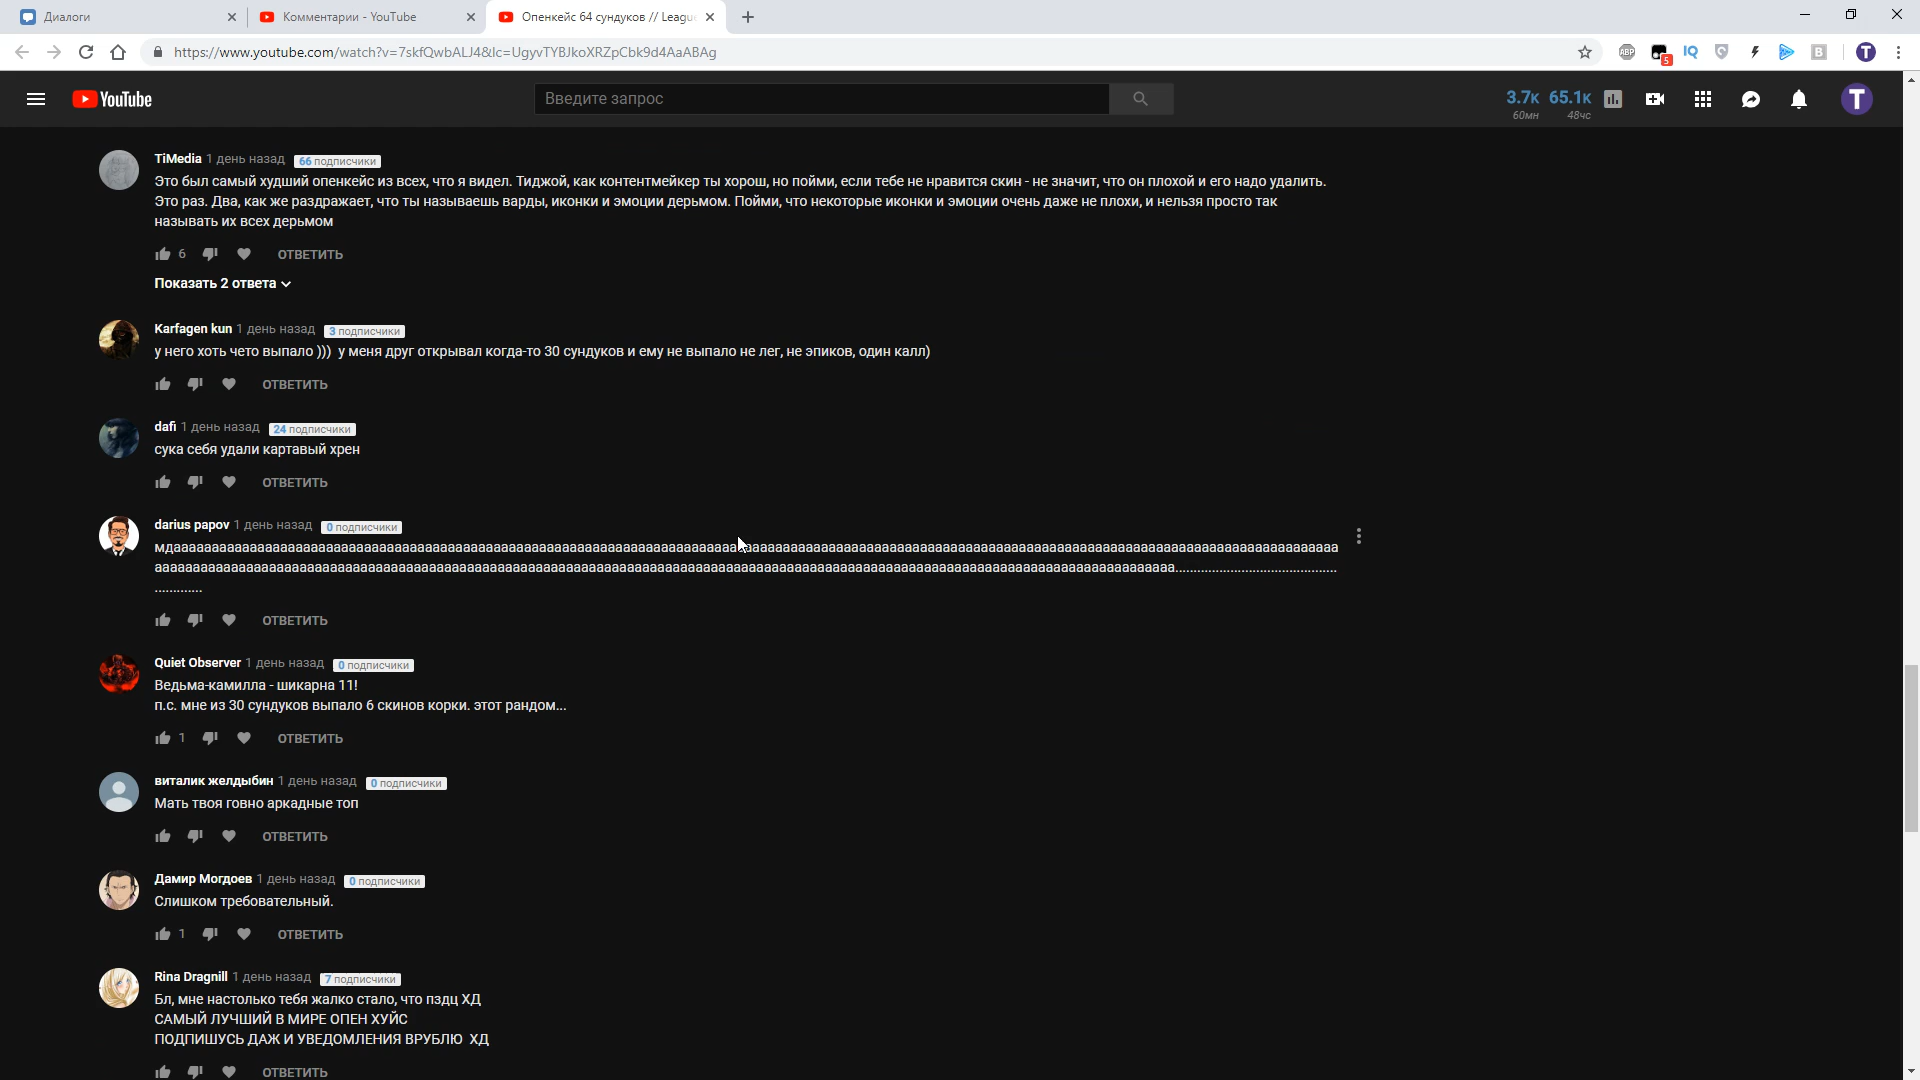 Диалоги
Комментарии - YouTube
Опенкейс 64 сундуков // Leagu
https://www.youtube.com/watch?v=7skfQwbALJ4&lc=UgyvTYBJkoXRZpCbk9d4AaABAg
ABP
5
IQ
B
T
YouTube
Введите запрос
3.7к 65.1к
60мн 48чс
T
TiMedia 1 день назад 66 подписчики
Это был самый худший опенкейс из всех, что я видел. Тиджой, как контентмейкер ты хорош, но пойми, если тебе не нравится скин - не значит, что он плохой и его надо удалить.
Это раз. Два, как же раздражает, что ты называешь варды, иконки и эмоции дерьмом. Пойми, что некоторые иконки и эмоции очень даже не плохи, и нельзя просто так
называть их всех дерьмом
6 ОТВЕТИТЬ
Показать 2 ответа
Karfagen kun 1 день назад 3 подписчики
у него хоть чето выпало ))) у меня друг открывал когда-то 30 сундуков и ему не выпало не лег, не эпиков, один калл)
ОТВЕТИТЬ
dafi 1 день назад 24 подписчики
сука себя удали картавый хрен
ОТВЕТИТЬ
darius papov 1 день назад 0 подписчики
ОТВЕТИТЬ
Quiet Observer 1 день назад 0 подписчики
Ведьма-камилла - шикарна 11!
п.с. мне из 30 сундуков выпало 6 скинов корки. этот рандом...
1 ОТВЕТИТЬ
виталик желдыбин 1 день назад 0 подписчики
Мать твоя говно аркадные топ
ОТВЕТИТЬ
Дамир Могдоев 1 день назад 0 подписчики
Слишком требовательный.
1 ОТВЕТИТЬ
Rina Dragnill 1 день назад 7 подписчики
Бл, мне настолько тебя жалко стало, что пздц ХД
САМЫЙ ЛУЧШИЙ В МИРЕ ОПЕН ХУЙС
ПОДПИШУСЬ ДАЖ И УВЕДОМЛЕНИЯ ВРУБЛЮ ХД
ОТВЕТИТЬ